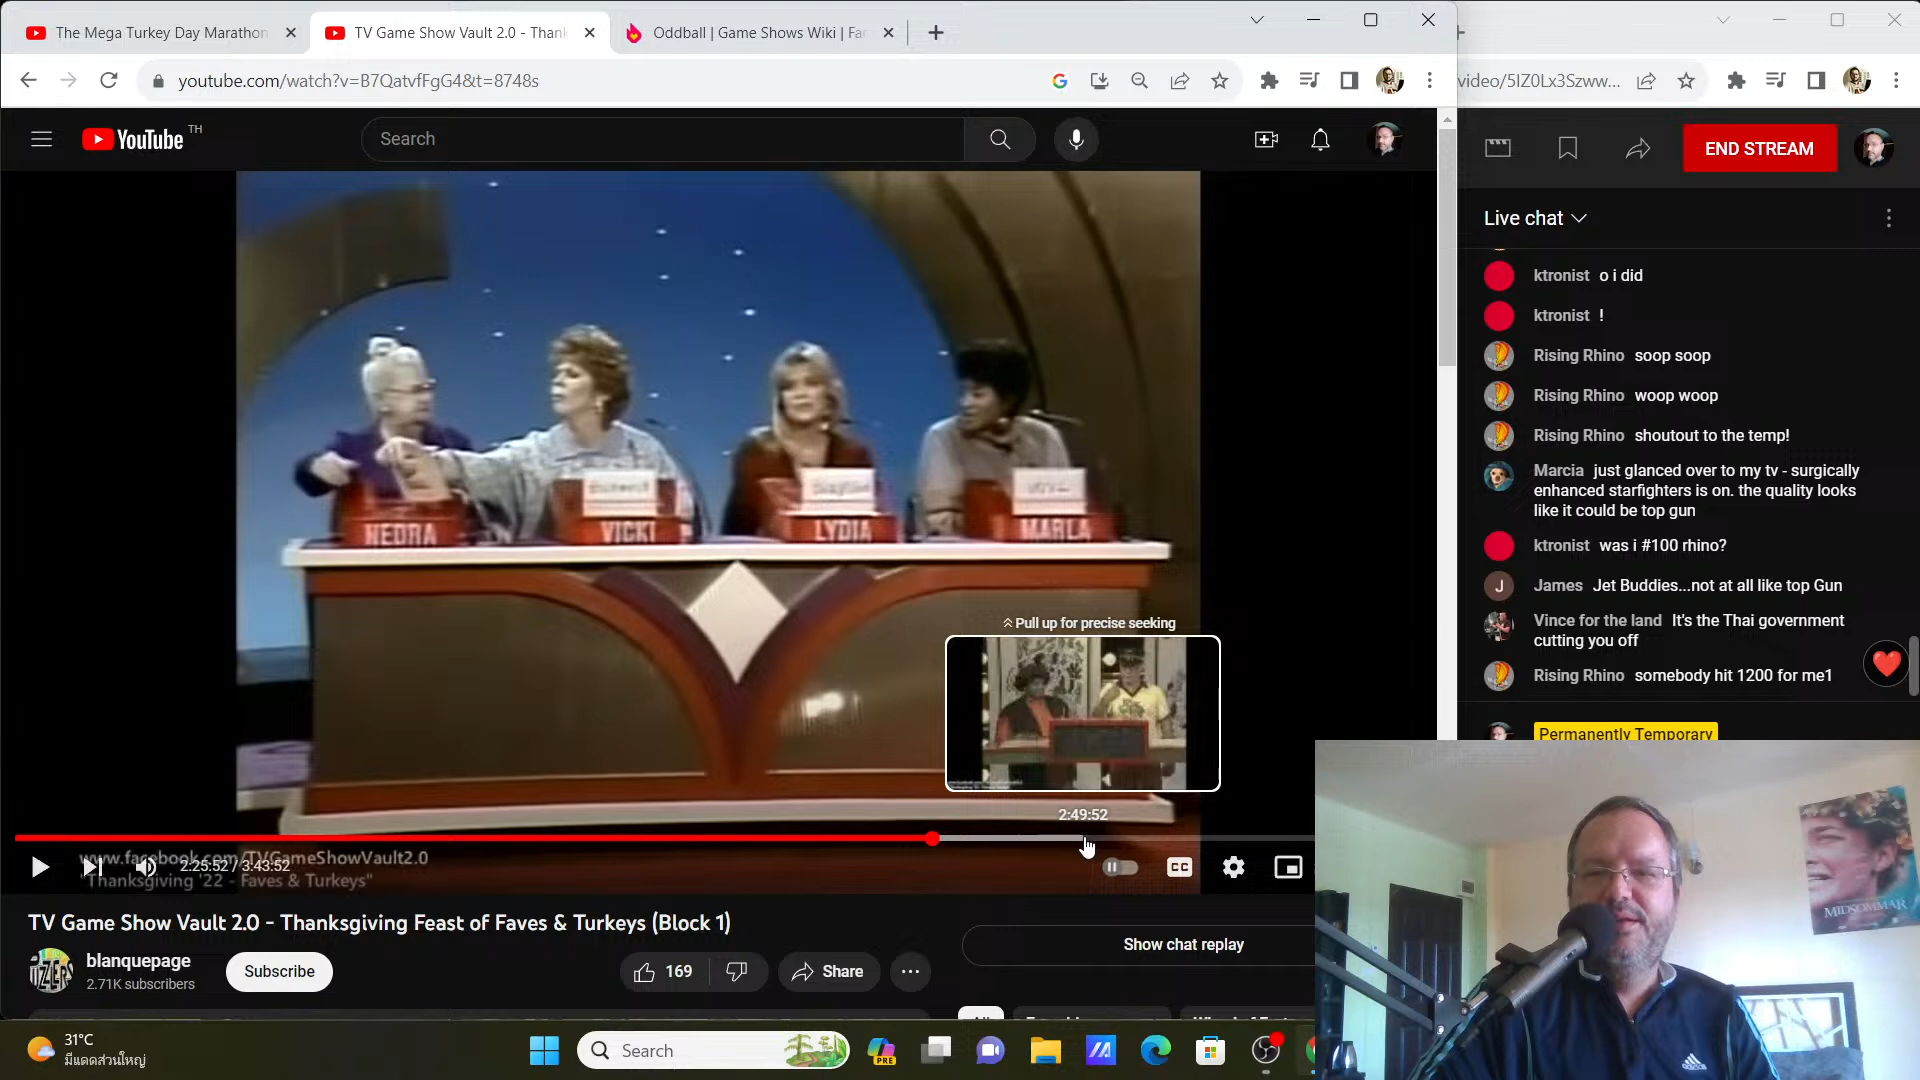 The Mega Turkey Day Marathon
TV Game Show Vault 2.0 - Thank
Oddball | Game Shows Wiki | Fa
youtube.com/watch?v=B7QatvfFgG4&t=8748s
video/5IZ0Lx3Szww...
YouTube TH
Search
END STREAM
Live chat
ktronist o i did
ktronist !
Rising Rhino soop soop
Rising Rhino woop woop
Rising Rhino shoutout to the temp!
Marcia just glanced over to my tv - surgically
enhanced starfighters is on. the quality looks
like it could be top gun
ktronist was i #100 rhino?
J
James Jet Buddies...not at all like top Gun
Vince for the land It's the Thai government
cutting you off
Rising Rhino somebody hit 1200 for me1
Permanently Temporary
NEDRA
VICKI
LYDIA
MARLA
Pull up for precise seeking
2:49:52
www.facebook.com/TVGameShowVault2.0
2:25:52 / 3:43:52
"Thanksgiving '22 - Faves & Turkeys"
CC
TV Game Show Vault 2.0 - Thanksgiving Feast of Faves & Turkeys (Block 1)
blanquepage
2.71K subscribers
Subscribe
169
Share
Show chat replay
MIDSOMMAR
31°C
มีแดดส่วนใหญ่
Search
PRE